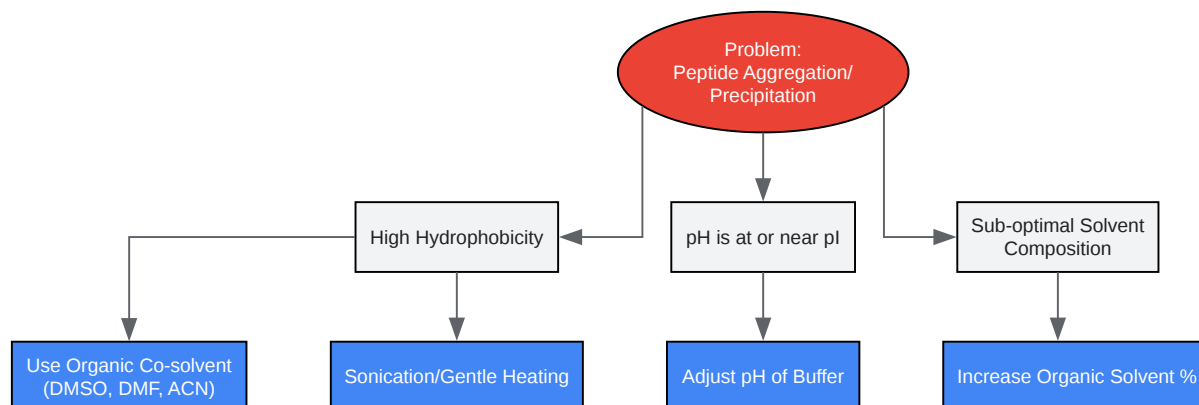 Problem:
Peptide Aggregation/
Precipitation
High Hydrophobicity
pH is at or near pI
Sub-optimal Solvent
Composition
Use Organic Co-solvent
(DMSO, DMF, ACN)
Sonication/Gentle Heating
Adjust pH of Buffer
Increase Organic Solvent %